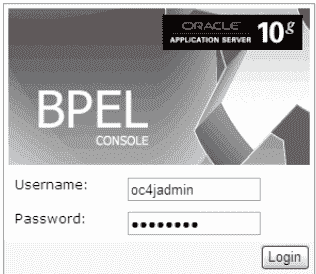 ORACLE
APPLICATION SERVER 10g
BPEL
CONSOLE
Username: oc4jadmin
Password: ●●●●●●●●
Login